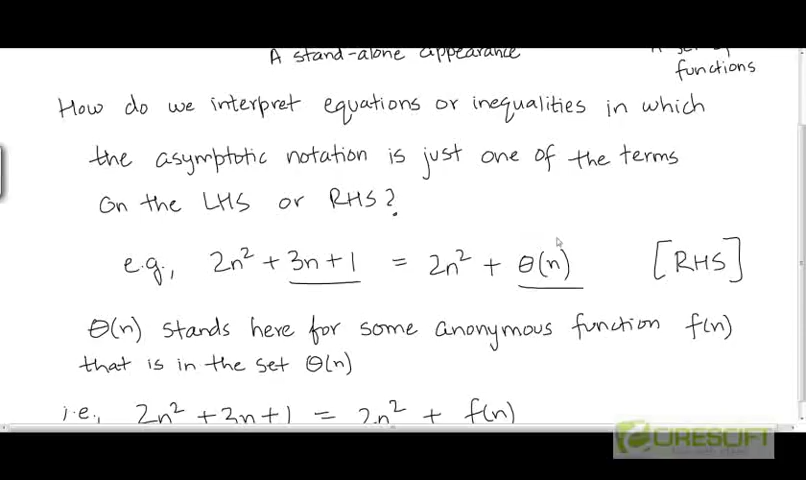 A stand-alone appearance
functions
How do we interpret equations or inequalities in which
the asymptotic notation is just one of the terms
on the LHS or RHS?
e.g., 2n² + 3n + 1 = 2n² + Θ(n) [RHS]
Θ(n) stands here for some anonymous function f(n)
that is in the set Θ(n)
i.e., 2n² + 3n + 1 = 2n² + f(n)